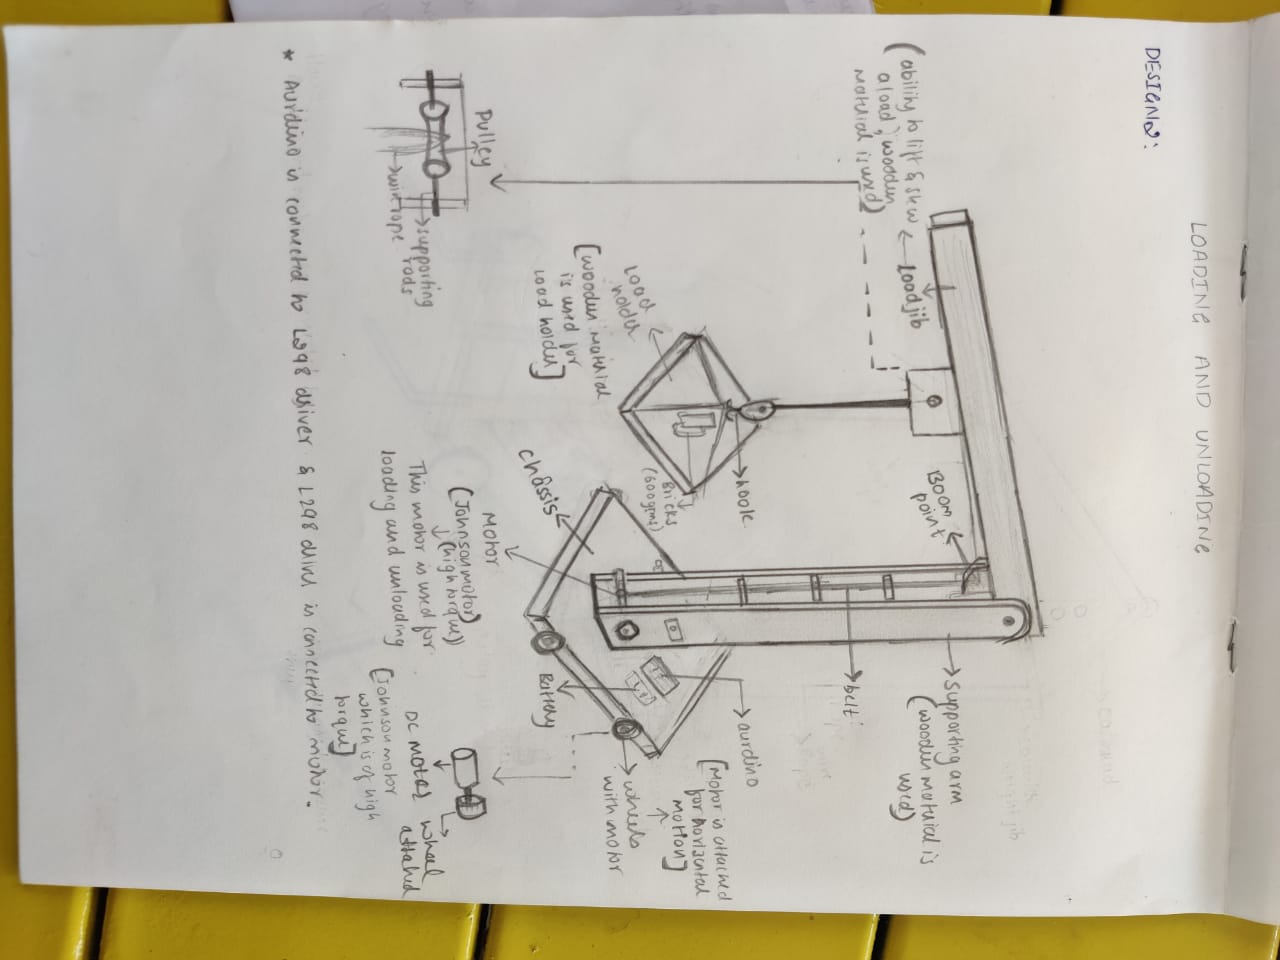 LOADING AND UNLOADING
DESIGN 2:
(ability to lift & skw
a load, wooden
material is used)
Load jib
Boom
point
Supporting arm
(wooden material is
used)
belt
Pulley
supporting
rods
wire rope
Load
holder
[wooden material
is used for
Load holder]
hook
Bricks
(600gms)
aurdino
[Motor is attached
for horizental
motion]
wheels
with motor
chassis
Motor
(Johnson motor)
(high torque)
This motor is used for
loading and unloading
Battery
DC MOTOR
[Johnson motor
which is of high
torque]
wheel
attached
* Aurdino is connected to L298 driver & L298 driver is connected to motor.